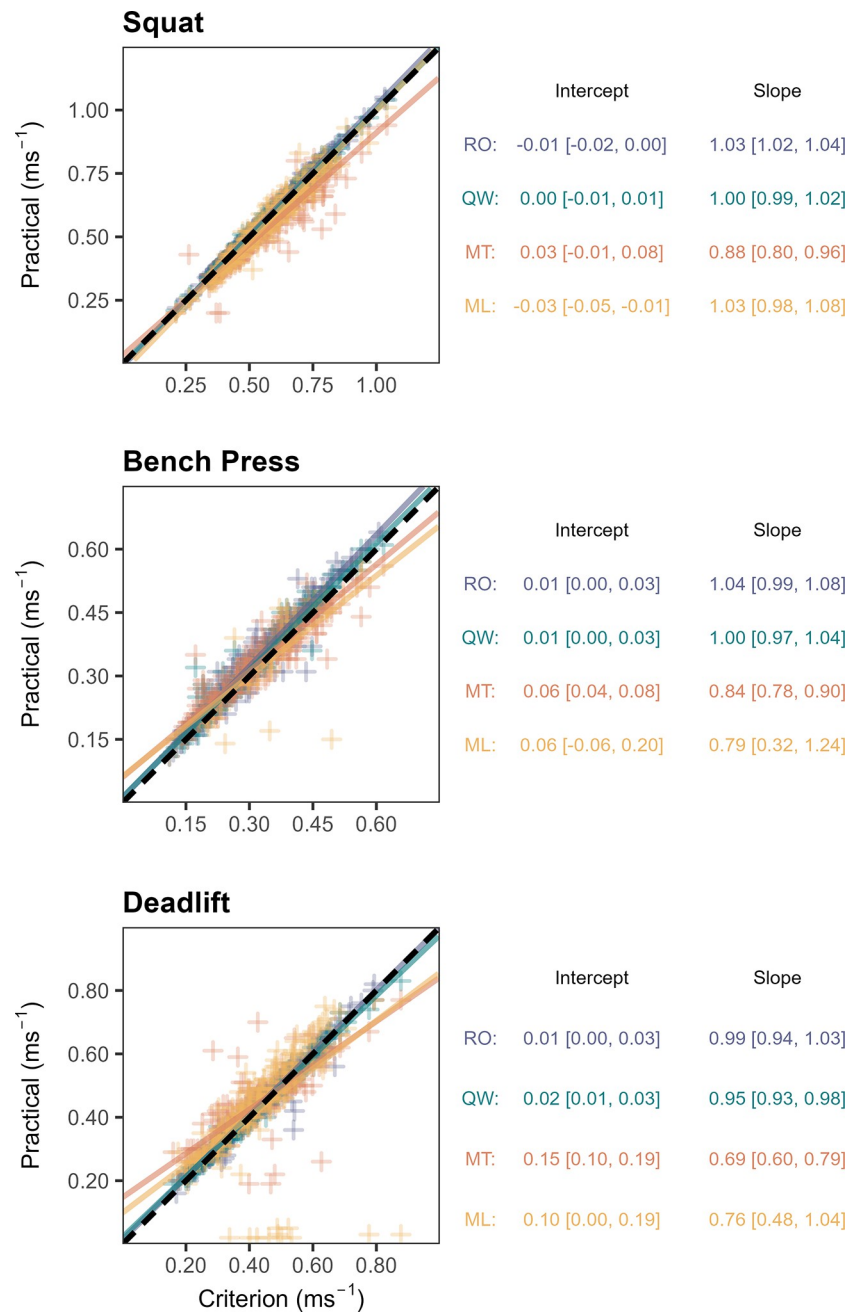 Squat
Practical (ms⁻¹)
1.00
0.75
0.50
0.25
0.25 0.50 0.75 1.00
Intercept Slope
RO: -0.01 [-0.02, 0.00] 1.03 [1.02, 1.04]
QW: 0.00 [-0.01, 0.01] 1.00 [0.99, 1.02]
MT: 0.03 [-0.01, 0.08] 0.88 [0.80, 0.96]
ML: -0.03 [-0.05, -0.01] 1.03 [0.98, 1.08]
Bench Press
Practical (ms⁻¹)
0.60
0.45
0.30
0.15
0.15 0.30 0.45 0.60
Intercept Slope
RO: 0.01 [0.00, 0.03] 1.04 [0.99, 1.08]
QW: 0.01 [0.00, 0.03] 1.00 [0.97, 1.04]
MT: 0.06 [0.04, 0.08] 0.84 [0.78, 0.90]
ML: 0.06 [-0.06, 0.20] 0.79 [0.32, 1.24]
Deadlift
Practical (ms⁻¹)
0.80
0.60
0.40
0.20
0.20 0.40 0.60 0.80
Criterion (ms⁻¹)
Intercept Slope
RO: 0.01 [0.00, 0.03] 0.99 [0.94, 1.03]
QW: 0.02 [0.01, 0.03] 0.95 [0.93, 0.98]
MT: 0.15 [0.10, 0.19] 0.69 [0.60, 0.79]
ML: 0.10 [0.00, 0.19] 0.76 [0.48, 1.04]